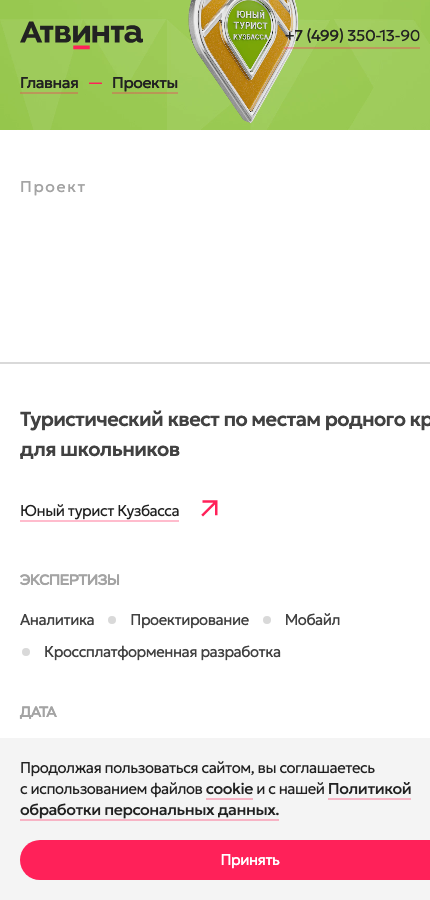 Атвинта
ЮНЫЙ
ТУРИСТ
КУЗБАССА
+7 (499) 350-13-90
Главная — Проекты
Проект
Туристический квест по местам родного кр
для школьников
Юный турист Кузбасса
ЭКСПЕРТИЗЫ
Аналитика Проектирование Мобайл
Кроссплатформенная разработка
ДАТА
Продолжая пользоваться сайтом, вы соглашаетесь
с использованием файлов cookie и с нашей Политикой
обработки персональных данных.
Принять